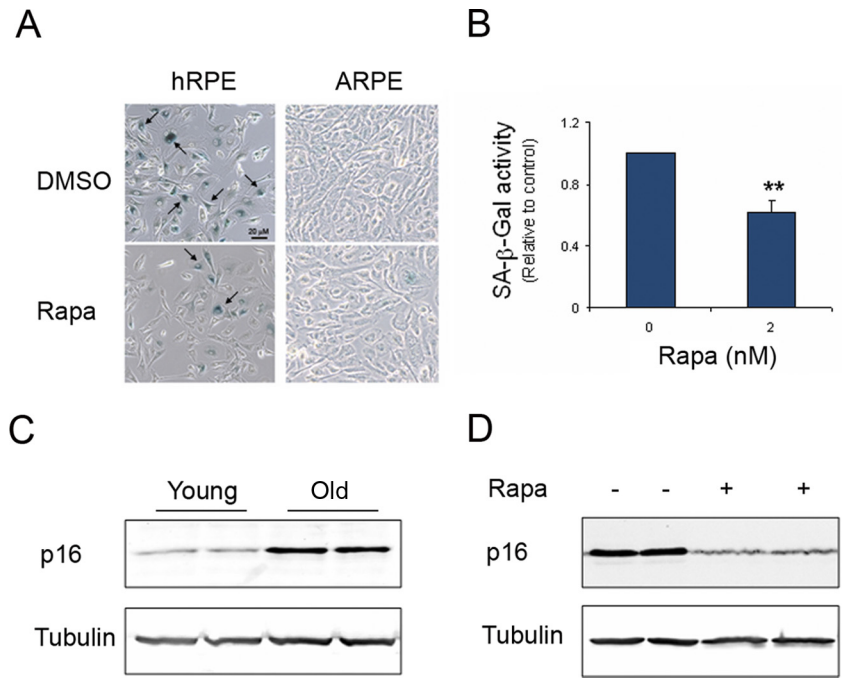 A
hRPE ARPE
DMSO
20 μM
Rapa
B
SA-β-Gal activity
(Relative to control)
1.2
0.8
0.4
0
**
0 2
Rapa (nM)
C
Young Old
p16
Tubulin
D
Rapa - - + +
p16
Tubulin